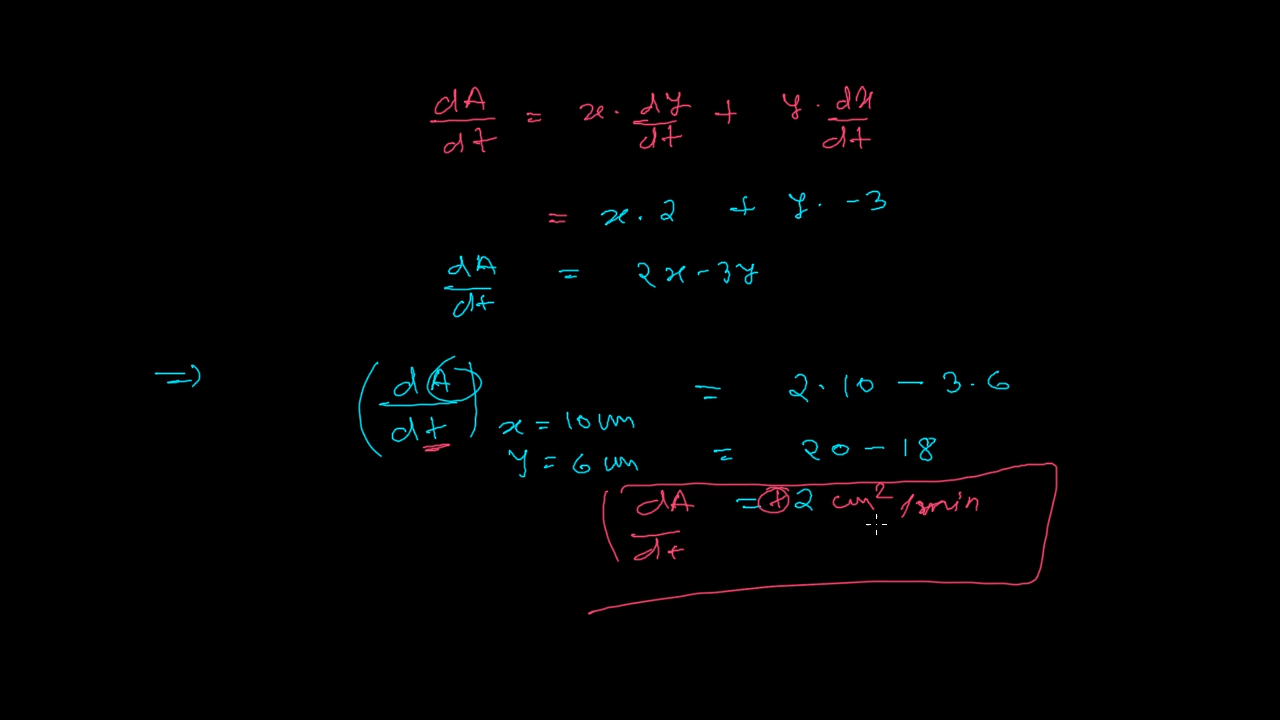 dA/dt = x · dy/dt + y · dx/dt
= x · 2 + y · -3
dA/dt = 2x - 3y
=> (dA/dt) x = 10 cm = 2 · 10 - 3 · 6
y = 6 cm = 20 - 18
(dA/dt = + 2 cm² / min